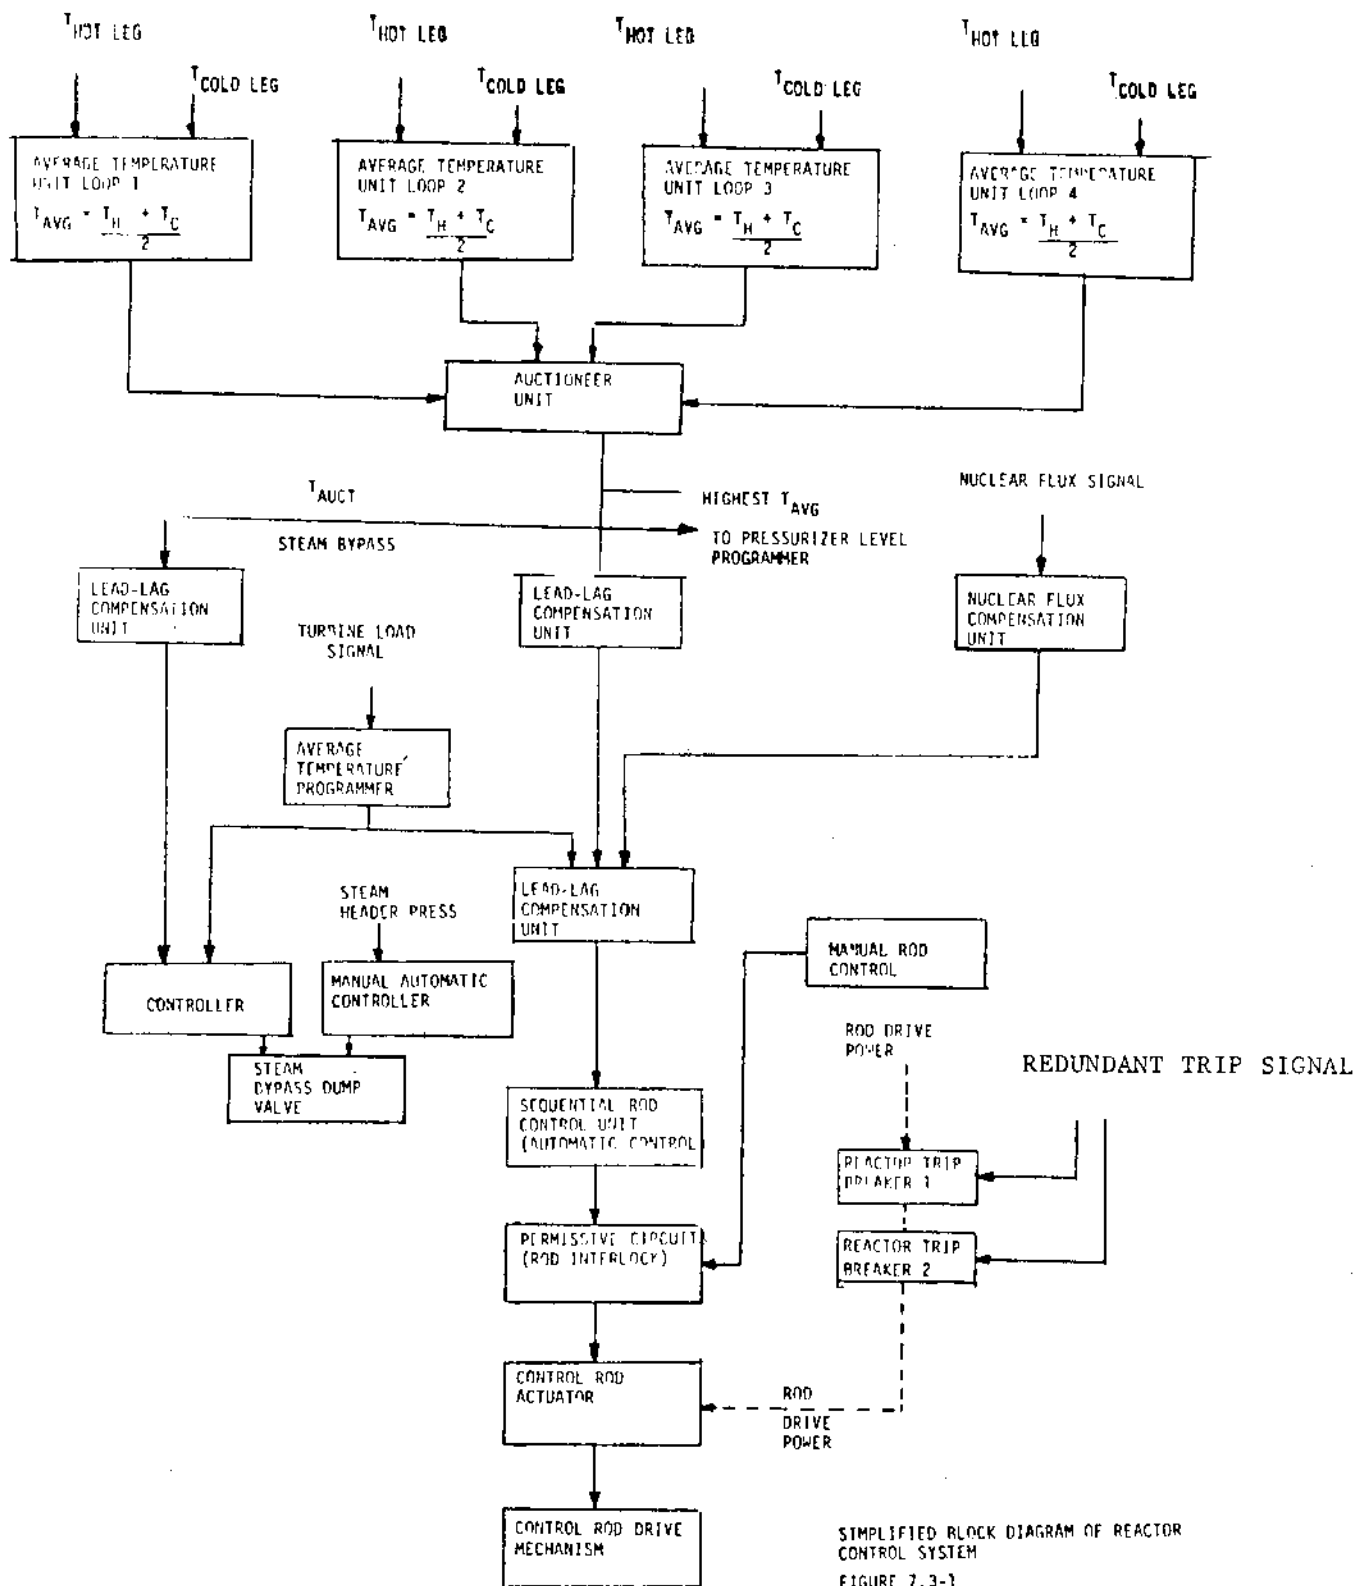 T HOT LEG
T HOT LEG
T HOT LEG
T HOT LEG
T COLD LEG
T COLD LEG
T COLD LEG
T COLD LEG
AVERAGE TEMPERATURE
UNIT LOOP 1
T AVG = T H + T C
2
AVERAGE TEMPERATURE
UNIT LOOP 2
T AVG = T H + T C
2
AVERAGE TEMPERATURE
UNIT LOOP 3
T AVG = T H + T C
2
AVERAGE TEMPERATURE
UNIT LOOP 4
T AVG = T H + T C
2
AUCTIONEER
UNIT
T AUCT
HIGHEST T AVG
NUCLEAR FLUX SIGNAL
STEAM BYPASS
TO PRESSURIZER LEVEL
PROGRAMMER
LEAD-LAG
COMPENSATION
UNIT
LEAD-LAG
COMPENSATION
UNIT
NUCLEAR FLUX
COMPENSATION
UNIT
TURBINE LOAD
SIGNAL
AVERAGE
TEMPERATURE
PROGRAMMER
STEAM
HEADER PRESS
LEAD-LAG
COMPENSATION
UNIT
MANUAL ROD
CONTROL
CONTROLLER
MANUAL AUTOMATIC
CONTROLLER
STEAM
BYPASS DUMP
VALVE
ROD DRIVE
POWER
REDUNDANT TRIP SIGNAL
SEQUENTIAL ROD
CONTROL UNIT
(AUTOMATIC CONTROL
REACTOR TRIP
BREAKER 1
PERMISSIVE CIRCUIT
(ROD INTERLOCK)
REACTOR TRIP
BREAKER 2
CONTROL ROD
ACTUATOR
ROD
DRIVE
POWER
CONTROL ROD DRIVE
MECHANISM
SIMPLIFIED BLOCK DIAGRAM OF REACTOR
CONTROL SYSTEM
FIGURE 7.3-1